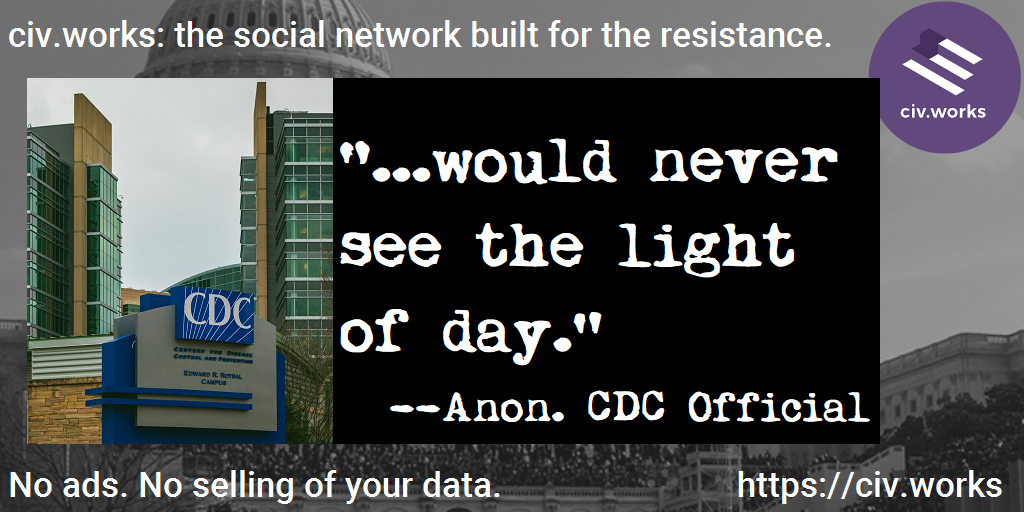 civ.works: the social network built for the resistance.
civ.works
"...would never
see the light
of day."
--Anon. CDC Official
CDC
CENTERS FOR DISEASE
CONTROL AND PREVENTION
EDWARD R. ROYBAL
CAMPUS
No ads. No selling of your data.
https://civ.works